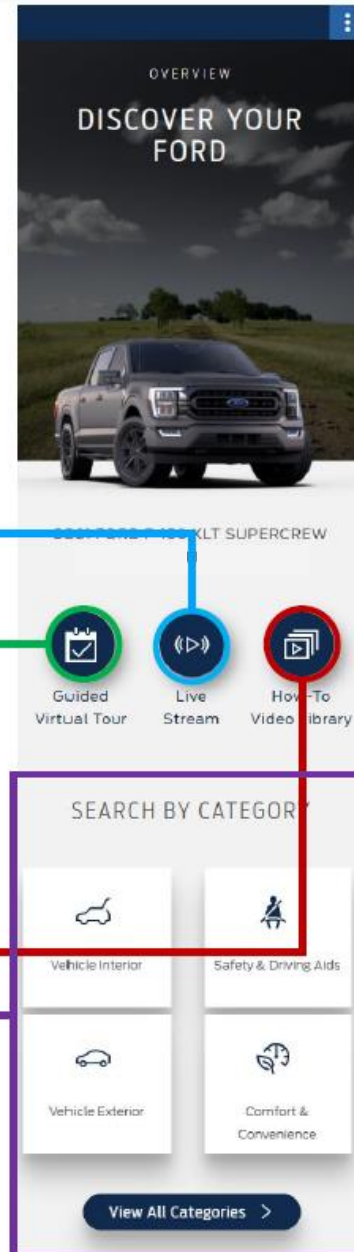 OVERVIEW
DISCOVER YOUR
FORD
XLT SUPERCREW
Guided
Virtual Tour
Live
Stream
How-To
Video Library
SEARCH BY CATEGORY
Vehicle Interior
Safety & Driving Aids
Vehicle Exterior
Comfort &
Convenience
View All Categories >